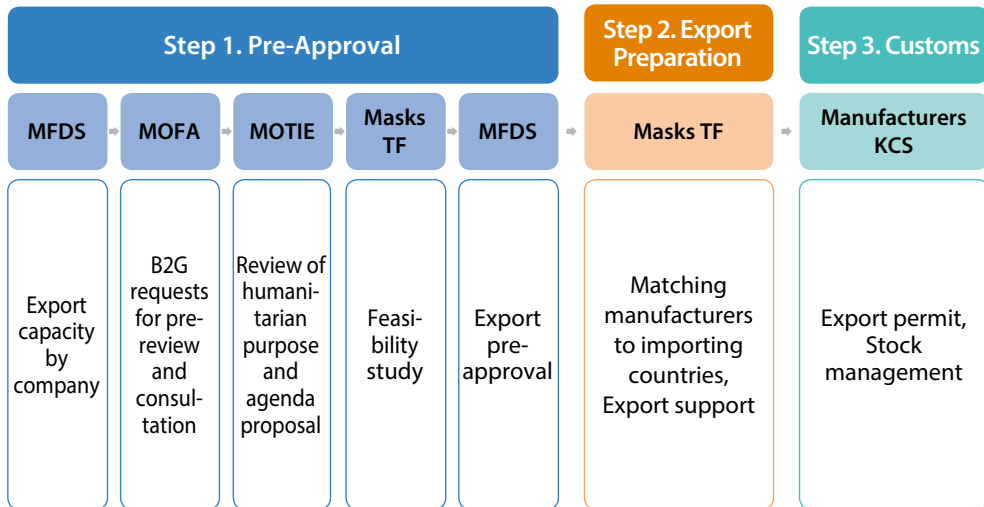 Step 1. Pre-Approval
Step 2. Export
Preparation
Step 3. Customs
MFDS
MOFA
MOTIE
Masks
TF
MFDS
Masks TF
Manufacturers
KCS
Export
capacity
by
company
B2G
requests
for pre-
review
and
consul-
tation
Review of
humani-
tarian
purpose
and
agenda
proposal
Feasi-
bility
study
Export
pre-
approval
Matching
manufacturers
to importing
countries,
Export support
Export permit,
Stock
management